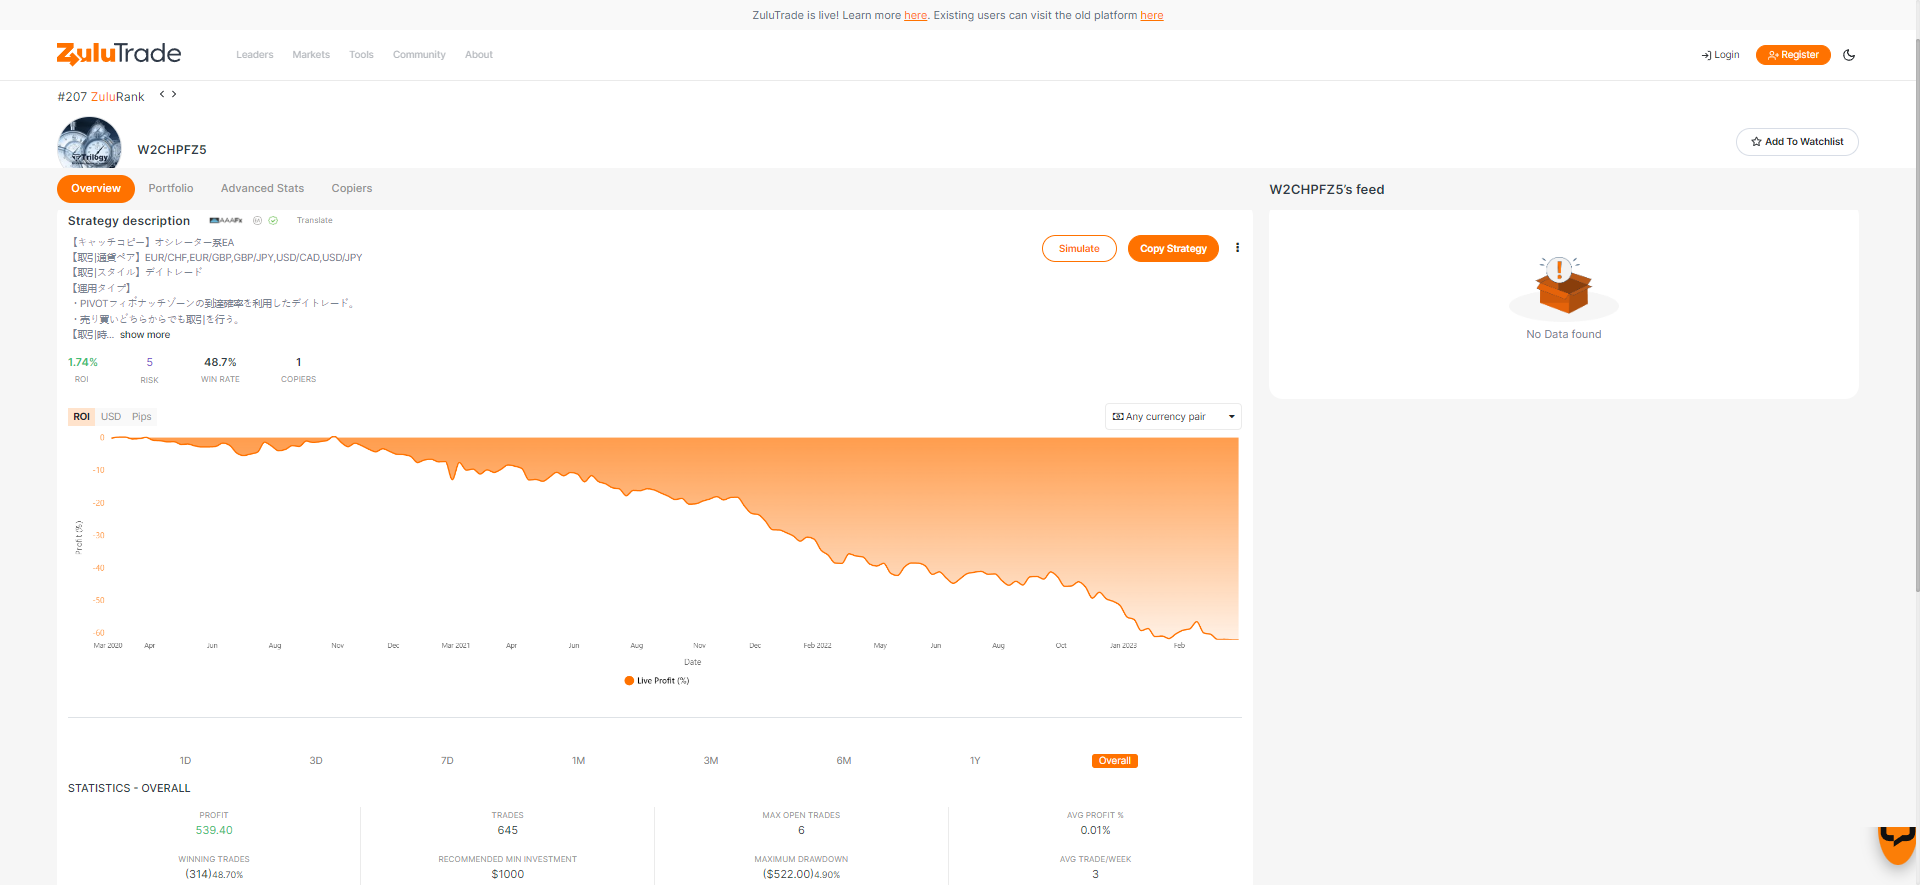 ZuluTrade is live! Learn more here. Existing users can visit the old platform here
ZuluTrade
Leaders
Markets
Tools
Community
About
Login
Register
#207 ZuluRank
Trilogy
W2CHPFZ5
Add To Watchlist
Overview
Portfolio
Advanced Stats
Copiers
W2CHPFZ5's feed
Strategy description
AAAFx
Translate
【キャッチコピー】オシレーター系EA
【取引通貨ペア】EUR/CHF,EUR/GBP,GBP/JPY,USD/CAD,USD/JPY
【取引スタイル】デイトレード
【運用タイプ】
・PIVOTフィボナッチゾーンの到達確率を利用したデイトレード。
・売り買いどちらからでも取引を行う。
【取引時... show more
Simulate
Copy Strategy
No Data found
1.74%
5
48.7%
1
ROI
RISK
WIN RATE
COPIERS
ROI
USD
Pips
Any currency pair
0
-10
-20
-30
-40
-50
-60
Profit (%)
Mar 2020
Apr
Jun
Aug
Nov
Dec
Mar 2021
Apr
Jun
Aug
Nov
Dec
Feb 2022
May
Jun
Aug
Oct
Jan 2023
Feb
Date
Live Profit (%)
1D
3D
7D
1M
3M
6M
1Y
Overall
STATISTICS - OVERALL
PROFIT
TRADES
MAX OPEN TRADES
AVG PROFIT %
539.40
645
6
0.01%
WINNING TRADES
RECOMMENDED MIN INVESTMENT
MAXIMUM DRAWDOWN
AVG TRADE/WEEK
(314)48.70%
$1000
($522.00)4.90%
3